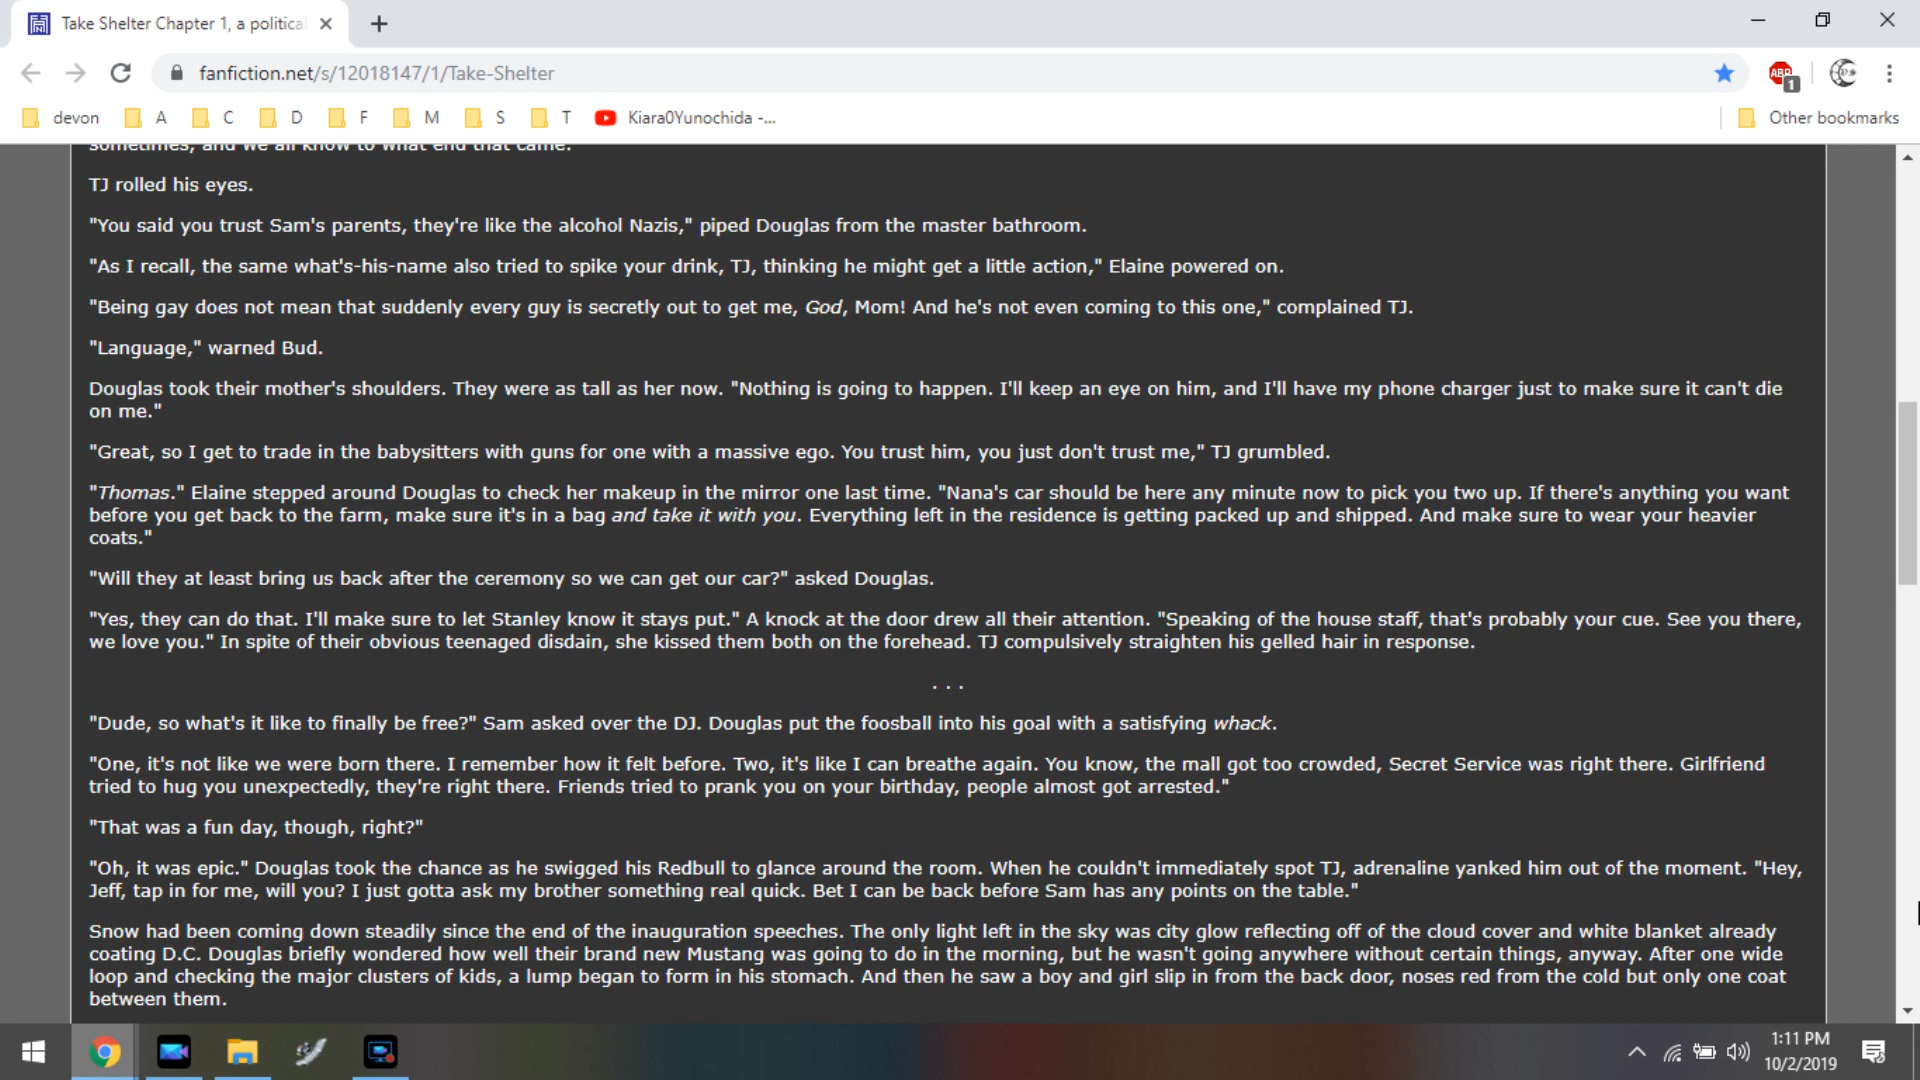 Take Shelter Chapter 1, a politica
fanfiction.net/s/12018147/1/Take-Shelter
ABP
1
devon
A
C
D
F
M
S
T
Kiara0Yunochida -...
Other bookmarks
sometimes, and we all know to what end that came.
TJ rolled his eyes.
"You said you trust Sam's parents, they're like the alcohol Nazis," piped Douglas from the master bathroom.
"As I recall, the same what's-his-name also tried to spike your drink, TJ, thinking he might get a little action," Elaine powered on.
"Being gay does not mean that suddenly every guy is secretly out to get me, God, Mom! And he's not even coming to this one," complained TJ.
"Language," warned Bud.
Douglas took their mother's shoulders. They were as tall as her now. "Nothing is going to happen. I'll keep an eye on him, and I'll have my phone charger just to make sure it can't die
on me."
"Great, so I get to trade in the babysitters with guns for one with a massive ego. You trust him, you just don't trust me," TJ grumbled.
"Thomas." Elaine stepped around Douglas to check her makeup in the mirror one last time. "Nana's car should be here any minute now to pick you two up. If there's anything you want
before you get back to the farm, make sure it's in a bag and take it with you. Everything left in the residence is getting packed up and shipped. And make sure to wear your heavier
coats."
"Will they at least bring us back after the ceremony so we can get our car?" asked Douglas.
"Yes, they can do that. I'll make sure to let Stanley know it stays put." A knock at the door drew all their attention. "Speaking of the house staff, that's probably your cue. See you there,
we love you." In spite of their obvious teenaged disdain, she kissed them both on the forehead. TJ compulsively straighten his gelled hair in response.
. . .
"Dude, so what's it like to finally be free?" Sam asked over the DJ. Douglas put the foosball into his goal with a satisfying whack.
"One, it's not like we were born there. I remember how it felt before. Two, it's like I can breathe again. You know, the mall got too crowded, Secret Service was right there. Girlfriend
tried to hug you unexpectedly, they're right there. Friends tried to prank you on your birthday, people almost got arrested."
"That was a fun day, though, right?"
"Oh, it was epic." Douglas took the chance as he swigged his Redbull to glance around the room. When he couldn't immediately spot TJ, adrenaline yanked him out of the moment. "Hey,
Jeff, tap in for me, will you? I just gotta ask my brother something real quick. Bet I can be back before Sam has any points on the table."
Snow had been coming down steadily since the end of the inauguration speeches. The only light left in the sky was city glow reflecting off of the cloud cover and white blanket already
coating D.C. Douglas briefly wondered how well their brand new Mustang was going to do in the morning, but he wasn't going anywhere without certain things, anyway. After one wide
loop and checking the major clusters of kids, a lump began to form in his stomach. And then he saw a boy and girl slip in from the back door, noses red from the cold but only one coat
between them.
1:11 PM
10/2/2019